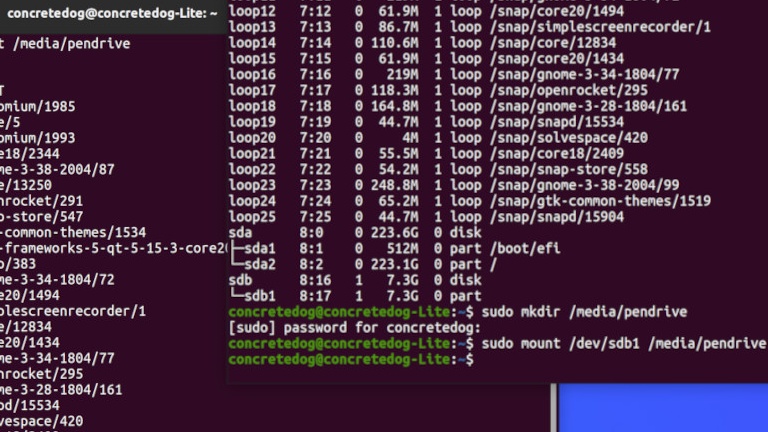 concretedog@concretedog-Lite: ~
t /media/pendrive
T
omium/1985
e/5
omium/1993
e18/2344
me-3-38-2004/87
e/13250
nrocket/291
p-store/547
-common-themes/1534
-frameworks-5-qt-5-15-3-core20
p/383
me-3-34-1804/72
e20/1494
plescreenrecorder/1
e/12834
e20/1434
me-3-34-1804/77
nrocket/295
me-3-28-1804/161
pd/15534
vespace/420
loop12 7:12 0 61.9M 1 loop /snap/core20/1494
loop13 7:13 0 86.7M 1 loop /snap/simplescreenrecorder/1
loop14 7:14 0 110.6M 1 loop /snap/core/12834
loop15 7:15 0 61.9M 1 loop /snap/core20/1434
loop16 7:16 0 219M 1 loop /snap/gnome-3-34-1804/77
loop17 7:17 0 118.3M 1 loop /snap/openrocket/295
loop18 7:18 0 164.8M 1 loop /snap/gnome-3-28-1804/161
loop19 7:19 0 44.7M 1 loop /snap/snapd/15534
loop20 7:20 0 4M 1 loop /snap/solvespace/420
loop21 7:21 0 55.5M 1 loop /snap/core18/2409
loop22 7:22 0 54.2M 1 loop /snap/snap-store/558
loop23 7:23 0 248.8M 1 loop /snap/gnome-3-38-2004/99
loop24 7:24 0 65.2M 1 loop /snap/gtk-common-themes/1519
loop25 7:25 0 44.7M 1 loop /snap/snapd/15904
sda 8:0 0 223.6G 0 disk
├─sda1 8:1 0 512M 0 part /boot/efi
└─sda2 8:2 0 223.1G 0 part /
sdb 8:16 1 7.3G 0 disk
└─sdb1 8:17 1 7.3G 0 part
concretedog@concretedog-Lite:~$ sudo mkdir /media/pendrive
[sudo] password for concretedog:
concretedog@concretedog-Lite:~$ sudo mount /dev/sdb1 /media/pendrive
concretedog@concretedog-Lite:~$